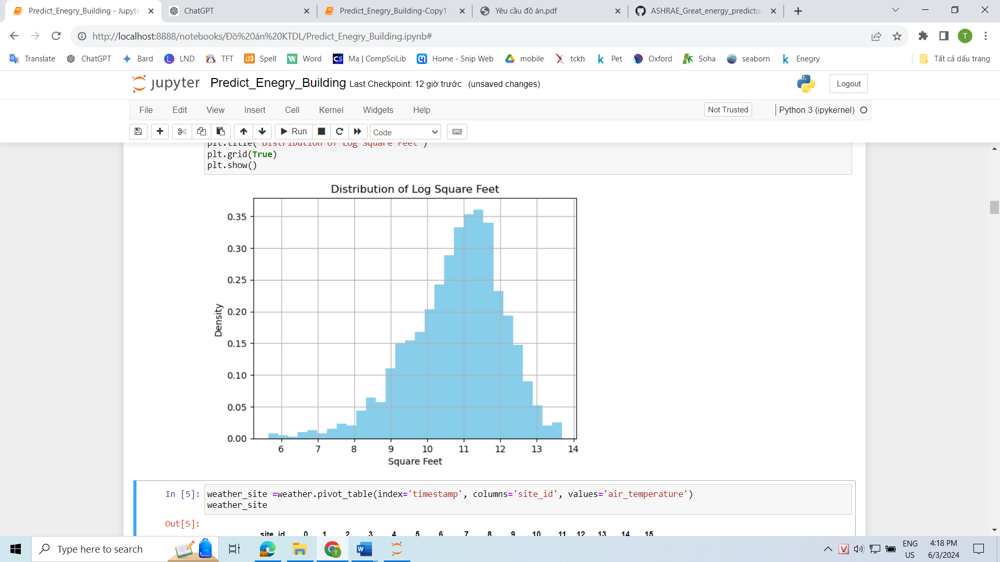 Predict_Enegry_Building - Jupyte
ChatGPT
Predict_Enegry_Building-Copy1
Yêu cầu đồ án.pdf
ASHRAE_Great_energy_predicto
http://localhost:8888/notebooks/Đồ%20án%20KTDL/Predict_Enegry_Building.ipynb#
T
Translate
ChatGPT
Bard
LND
TFT
Spell
Word
Ma | CompSciLib
Home - Snip Web
mobile
tckh
Pet
Oxford
Soha
seaborn
Enegry
Tất cả dấu trang
jupyter Predict_Enegry_Building Last Checkpoint: 12 giờ trước (unsaved changes)
Logout
File Edit View Insert Cell Kernel Widgets Help
Not Trusted
Python 3 (ipykernel)
Run
Code
plt.title('Distribution of Log Square Feet')
plt.grid(True)
plt.show()
Distribution of Log Square Feet
0.35
0.30
0.25
0.20
0.15
0.10
0.05
0.00
Density
6 7 8 9 10 11 12 13 14
Square Feet
In [5]: weather_site =weather.pivot_table(index='timestamp', columns='site_id', values='air_temperature')
weather_site
Out[5]:
site_id 0 1 2 3 4 5 6 7 8 9 10 11 12 13 14 15
Type here to search
ENG
US
4:18 PM
6/3/2024